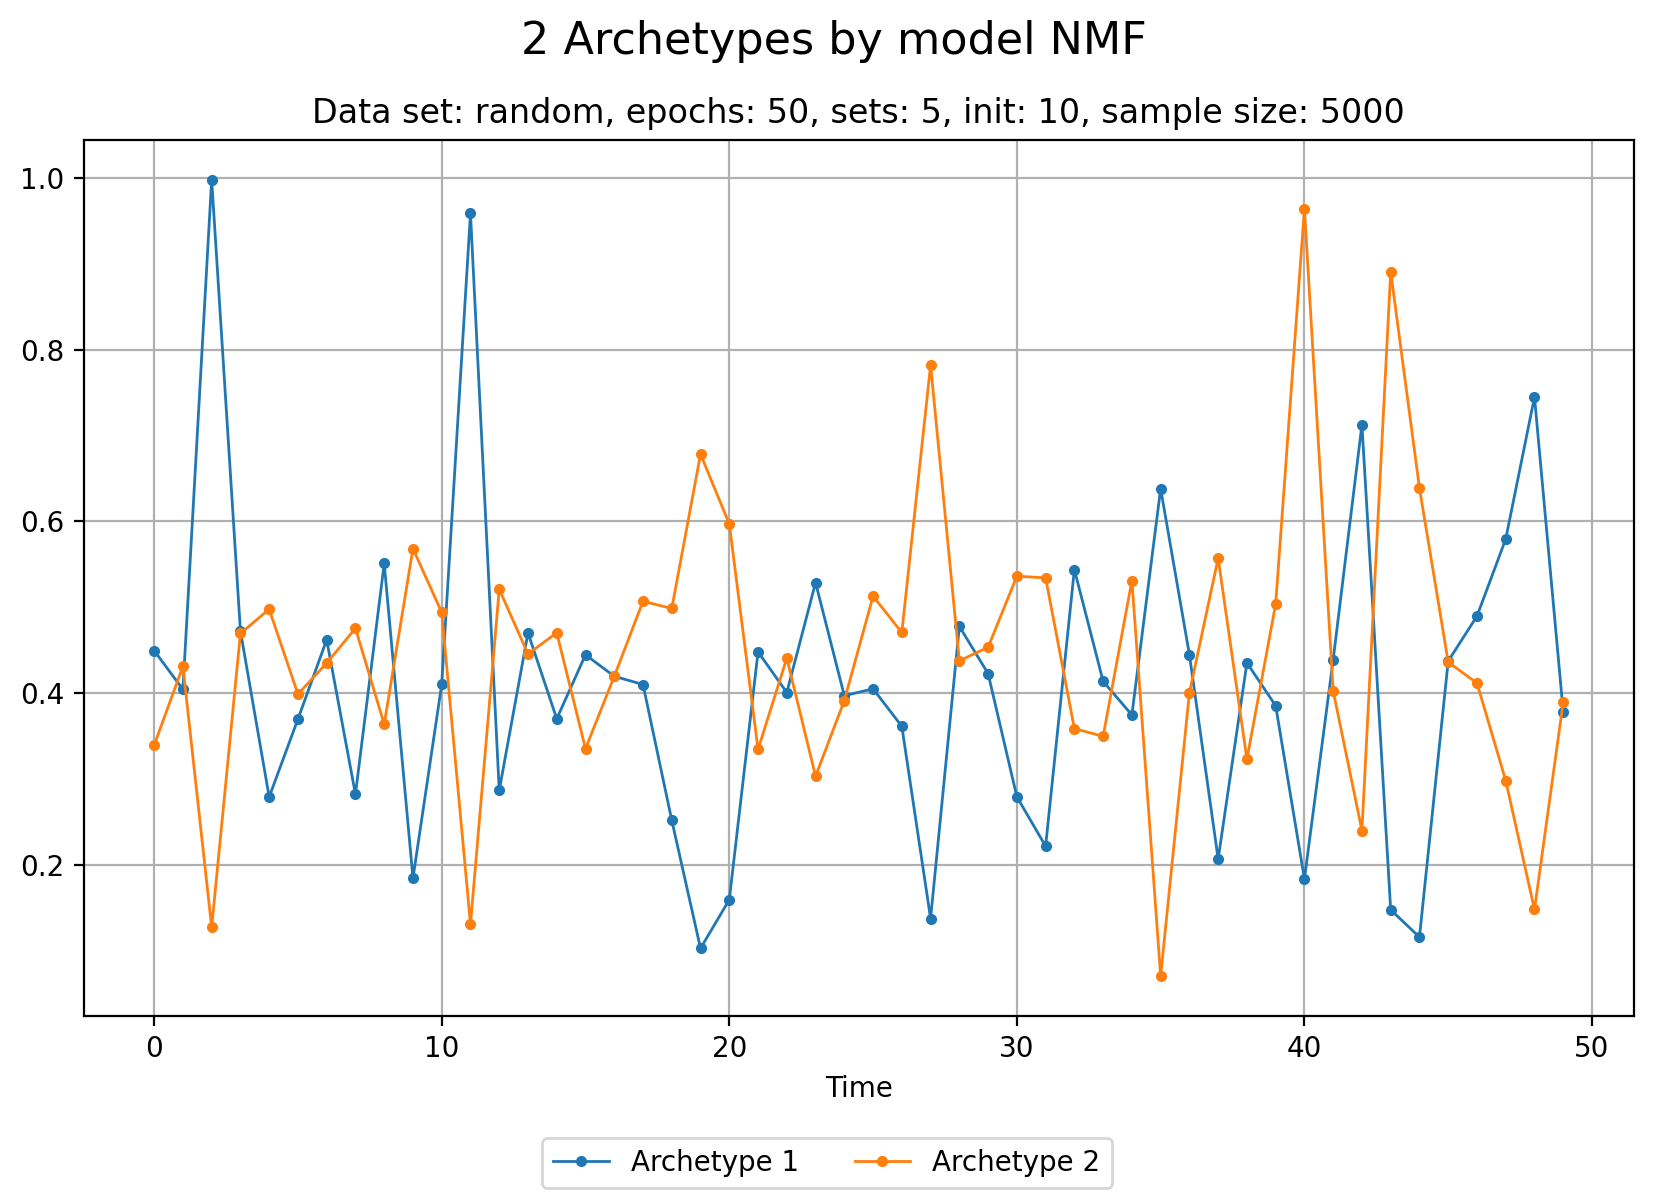 2 Archetypes by model NMF
Data set: random, epochs: 50, sets: 5, init: 10, sample size: 5000
1.0
0.8
0.6
0.4
0.2
0 10 20 30 40 50
Time
Archetype 1 Archetype 2